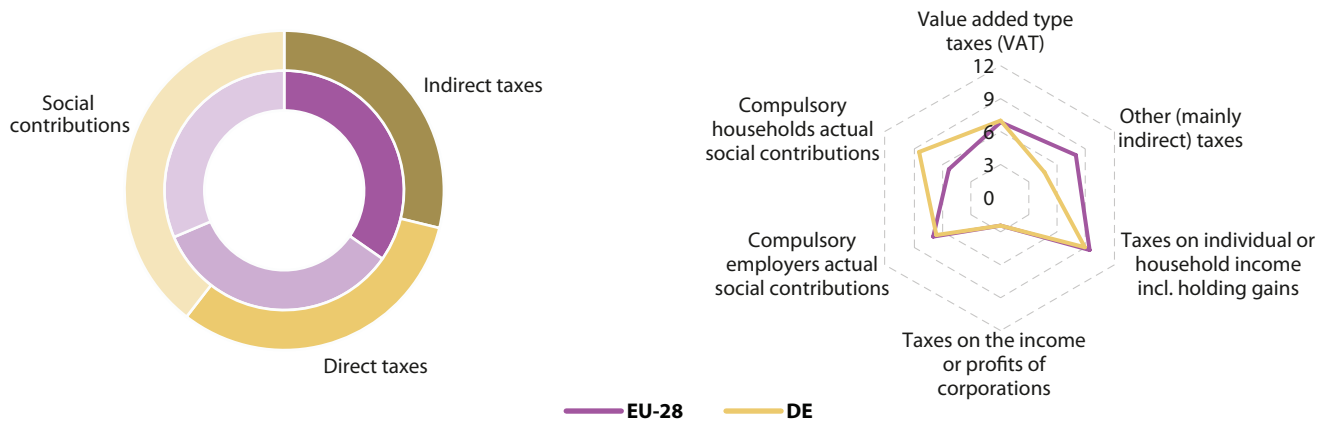 Social
contributions
Indirect taxes
Direct taxes
Value added type
taxes (VAT)
12
9
6
3
0
Other (mainly
indirect) taxes
Taxes on individual or
household income
incl. holding gains
Taxes on the income
or profits of
corporations
Compulsory
employers actual
social contributions
Compulsory
households actual
social contributions
EU-28
DE